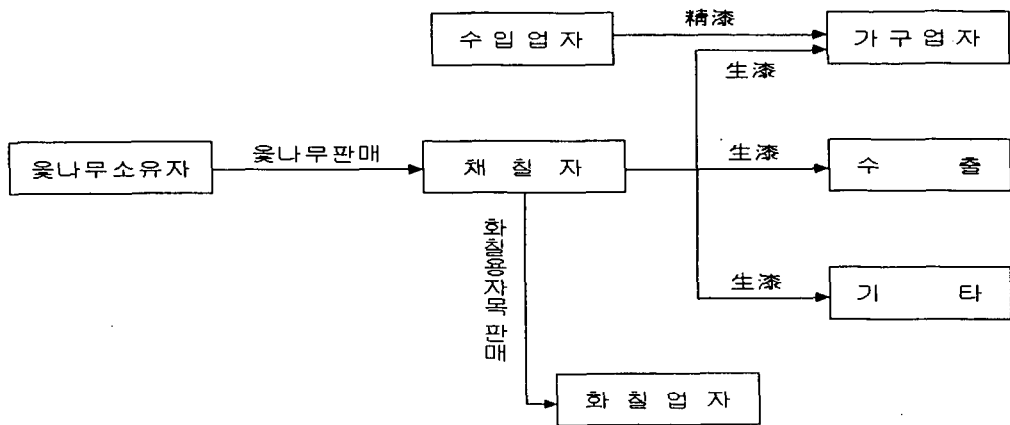 수입업자
精漆
가구업자
生漆
옻나무소유자
옻나무판매
채칠자
生漆
수출
화칠용자목 판매
生漆
기타
화칠업자